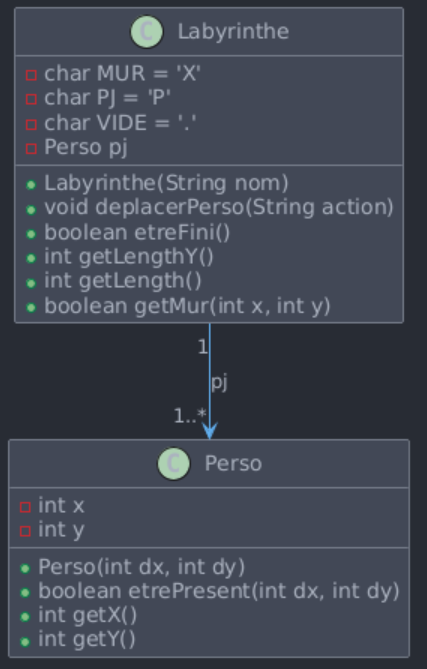 C Labyrinthe
char MUR = 'X'
char PJ = 'P'
char VIDE = '.'
Perso pj
Labyrinthe(String nom)
void deplacerPerso(String action)
boolean etreFini()
int getLengthY()
int getLength()
boolean getMur(int x, int y)
1
pj
1..*
C Perso
int x
int y
Perso(int dx, int dy)
boolean etrePresent(int dx, int dy)
int getX()
int getY()